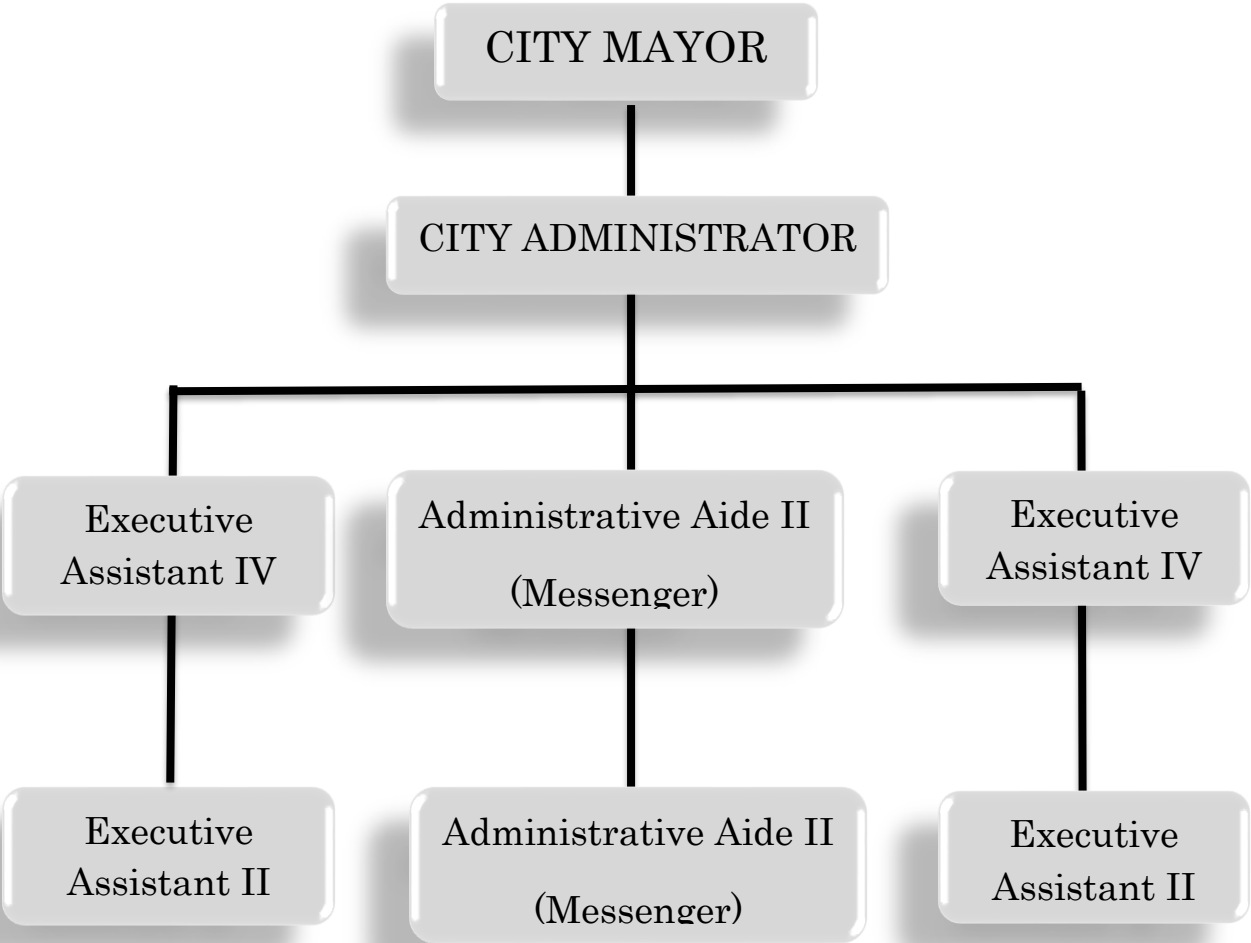 CITY MAYOR
CITY ADMINISTRATOR
Executive
Assistant IV
Administrative Aide II
(Messenger)
Executive
Assistant IV
Executive
Assistant II
Administrative Aide II
(Messenger)
Executive
Assistant II